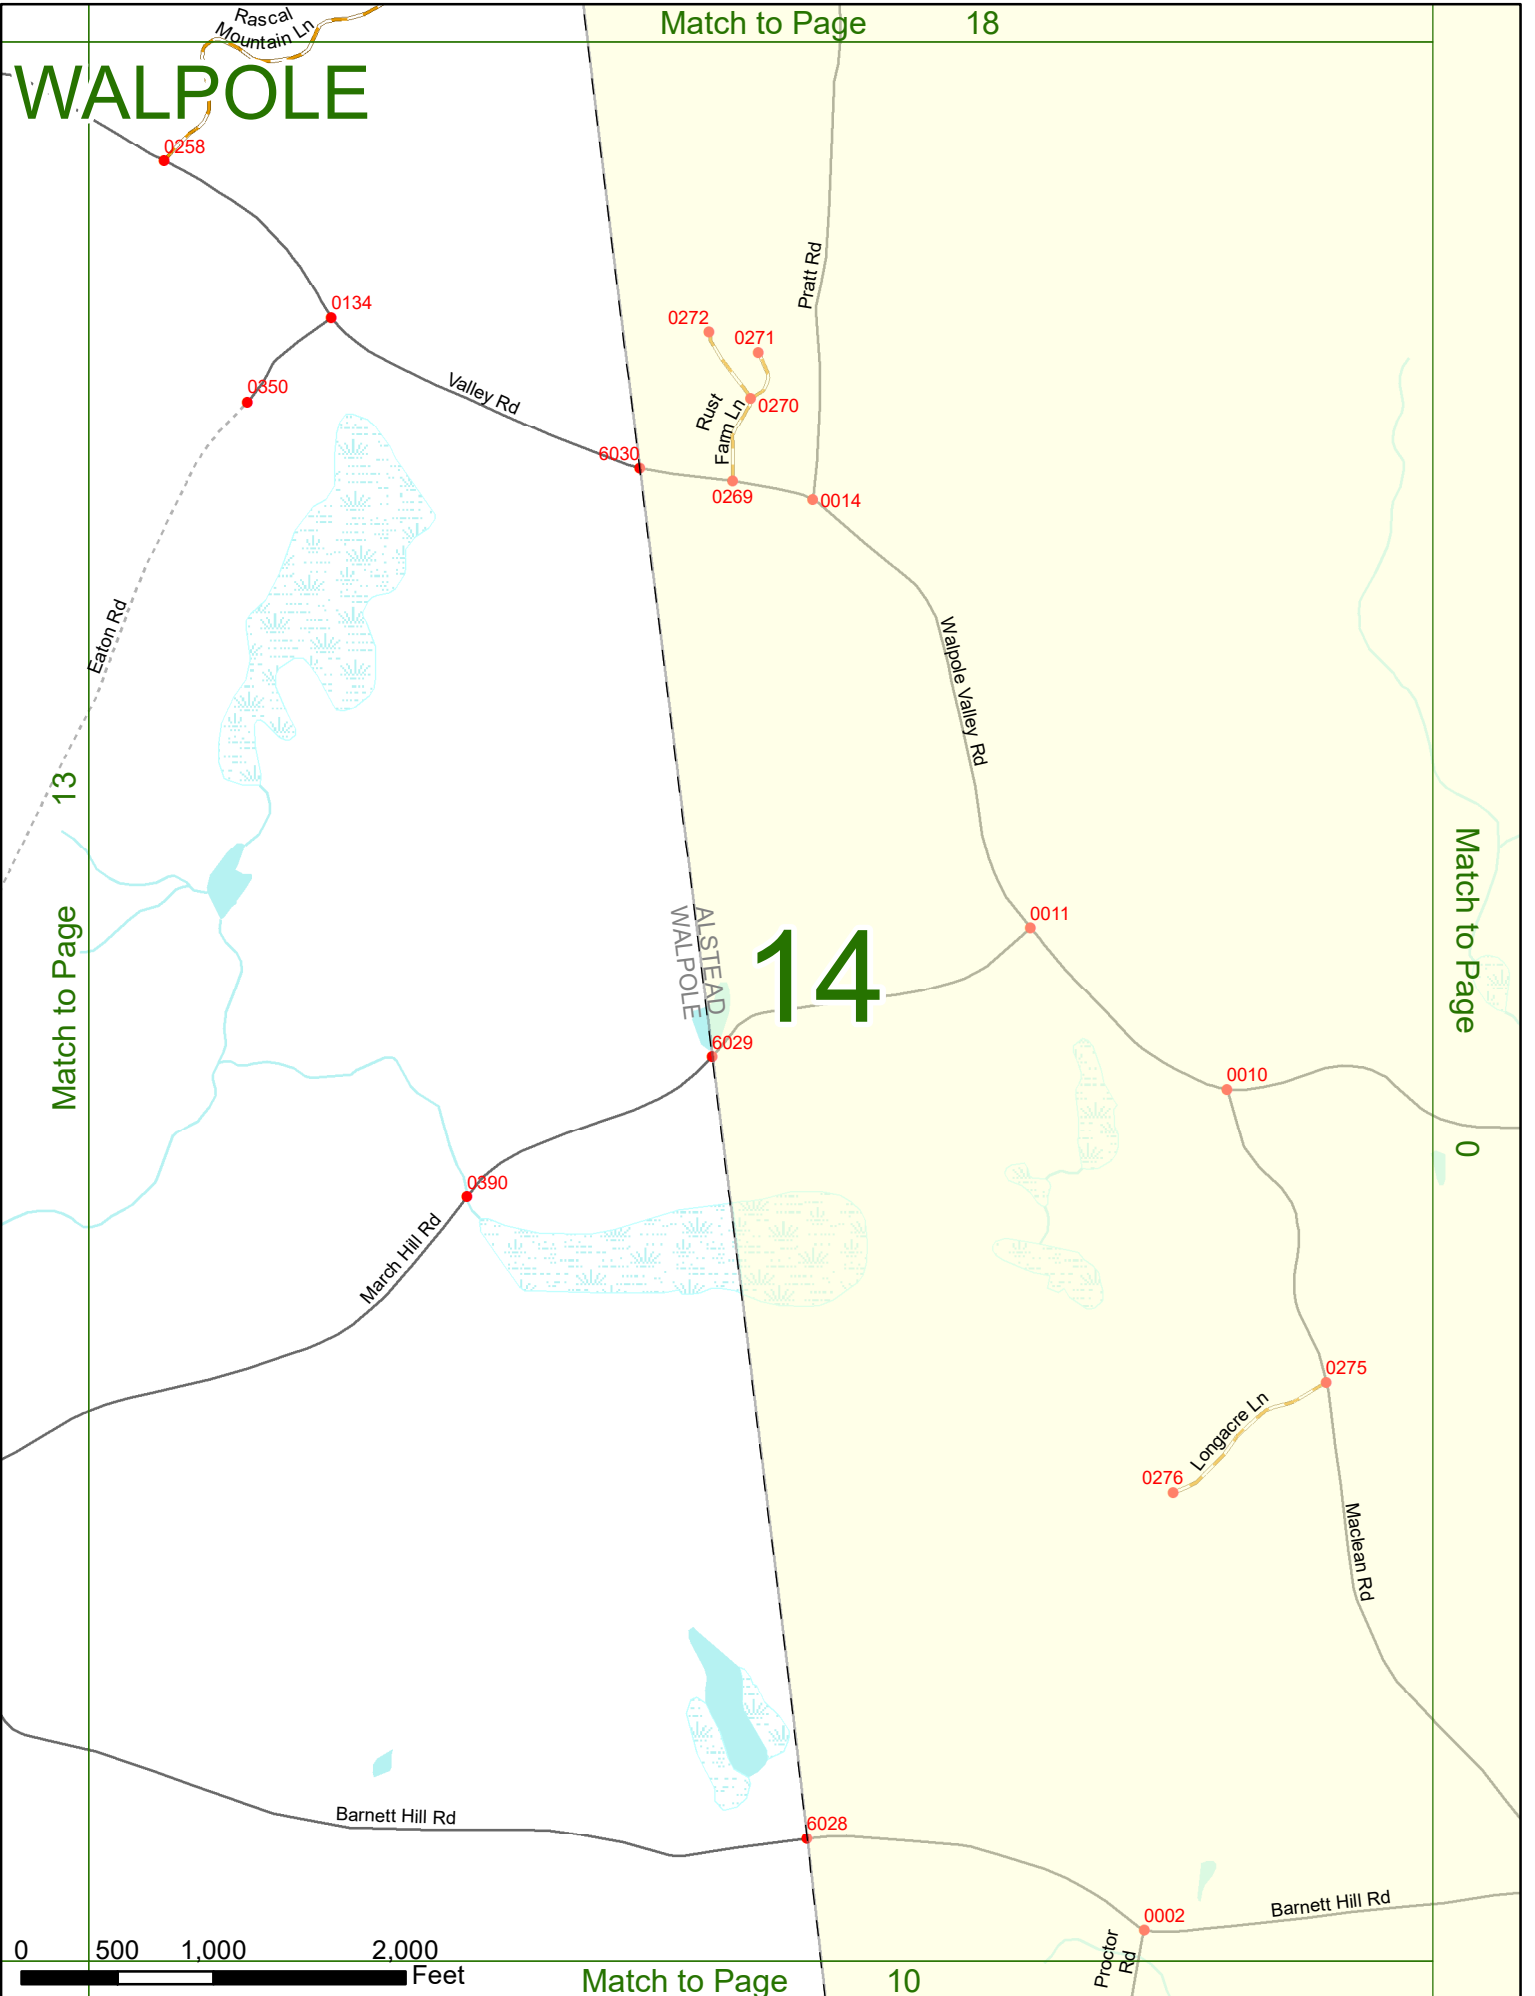 Match to Page 18
Rascal
Mountain Ln
WALPOLE
0258
Pratt Rd
0134
0272
0271
0350
Valley Rd
Rust
Farm Ln
0270
6030
0269
0014
Eaton Rd
Walpole Valley Rd
Match to Page 13
ALSTEAD
WALPOLE
14
0011
Match to Page 0
6029
0010
0390
March Hill Rd
0275
Longacre Ln
0276
Maclean Rd
Barnett Hill Rd
6028
Barnett Hill Rd
0002
Proctor
Rd
0 500 1,000 2,000
Feet
Match to Page 10